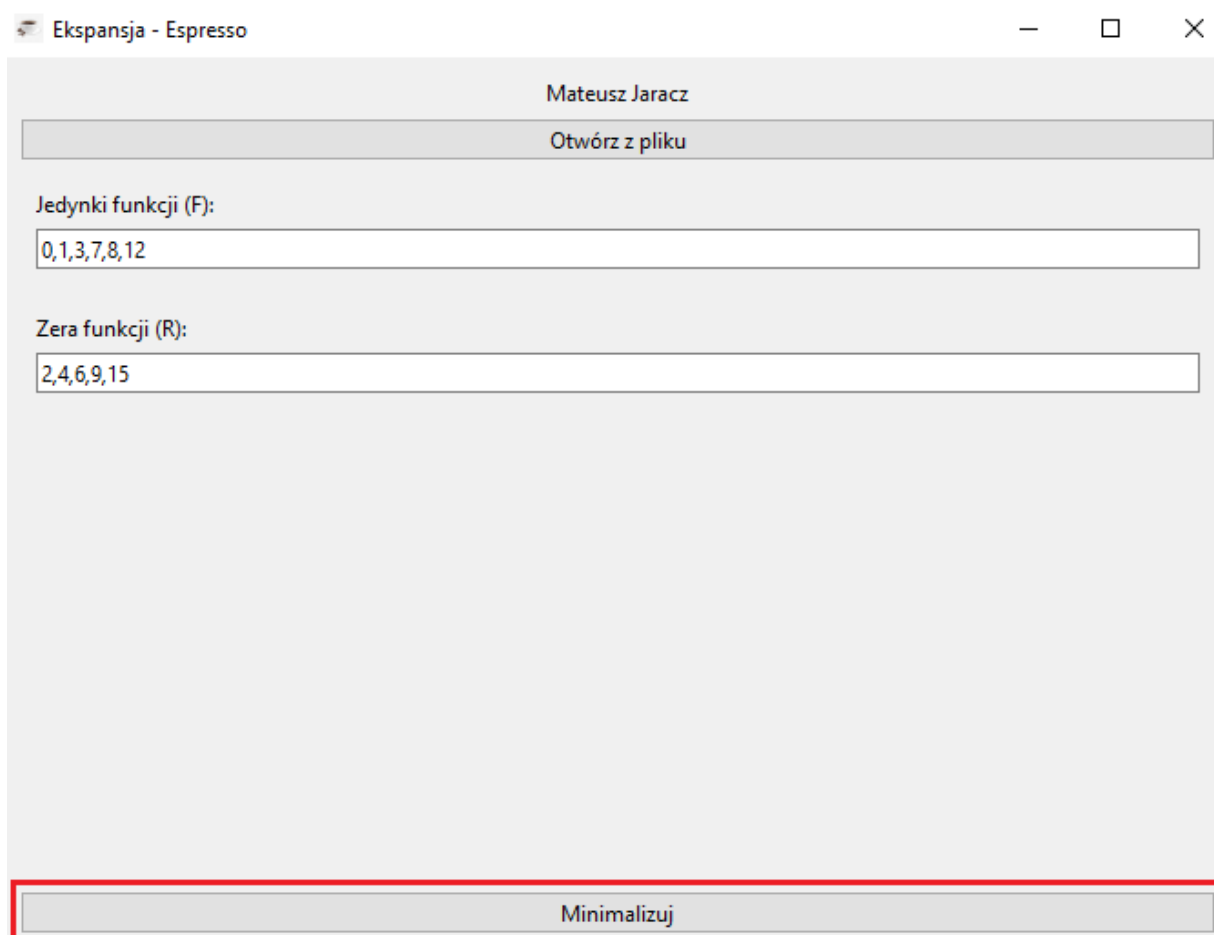 Ekspansja - Espresso
Mateusz Jaracz
Otwórz z pliku
Jedynki funkcji (F):
0,1,3,7,8,12
Zera funkcji (R):
2,4,6,9,15
Minimalizuj